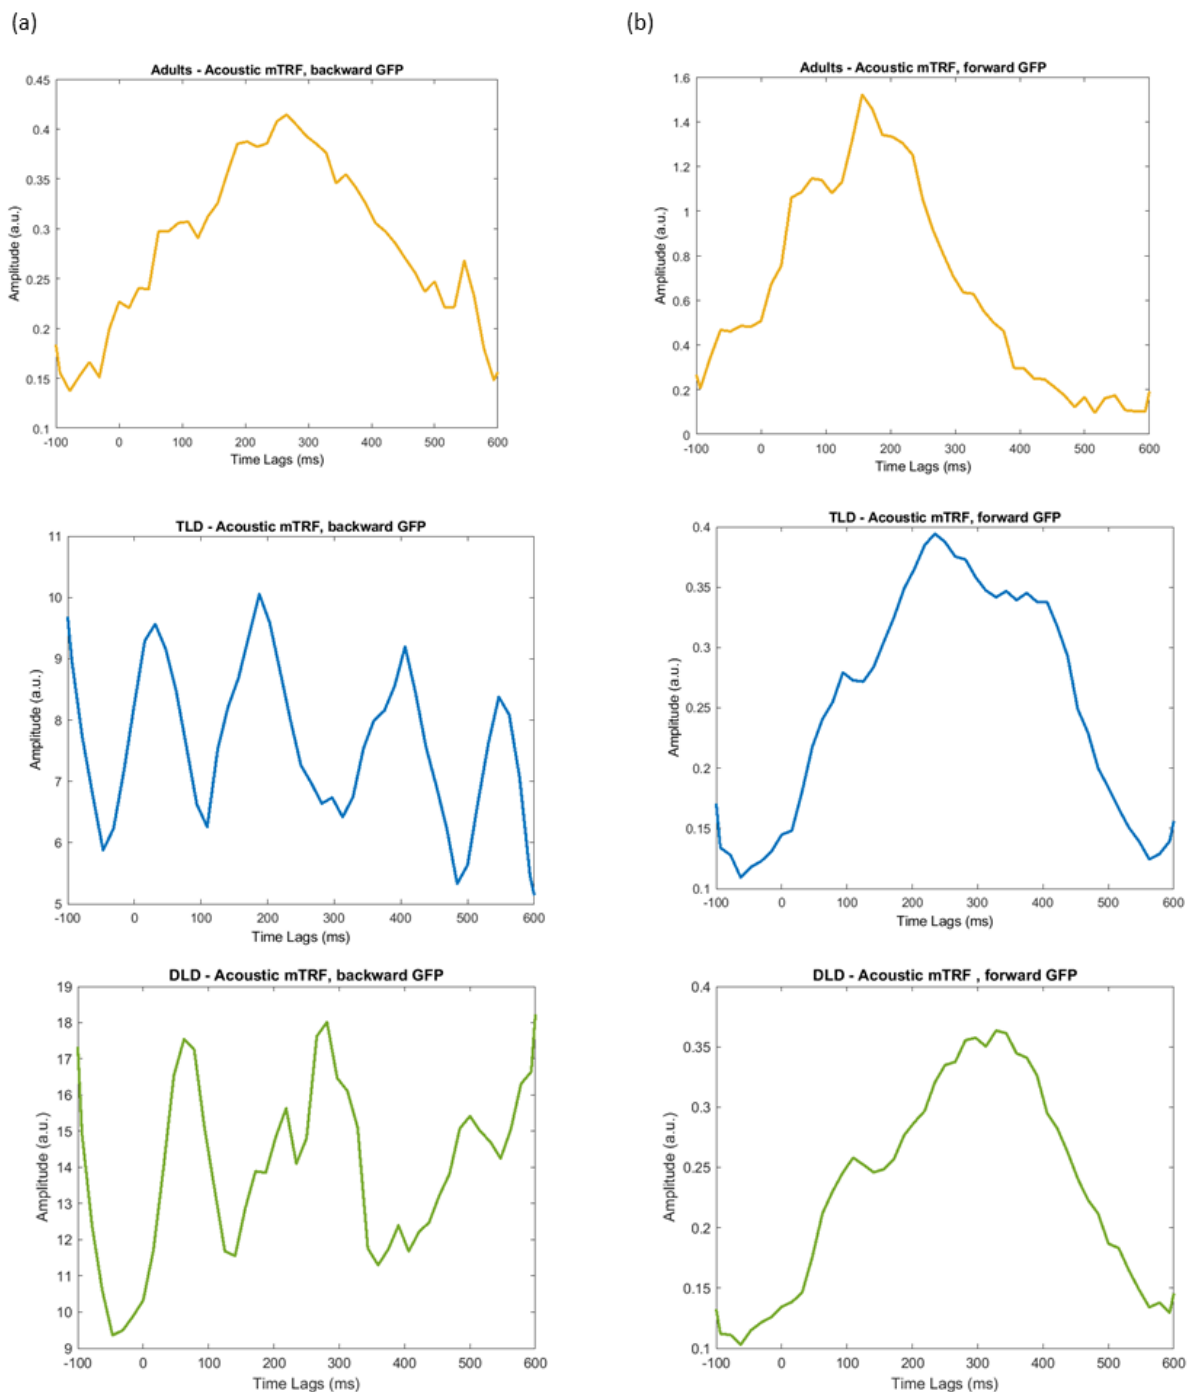 (a)
(b)
Adults - Acoustic mTRF, backward GFP
0.45
0.4
0.35
0.3
0.25
0.2
0.15
0.1
Amplitude (a.u.)
-100 0 100 200 300 400 500 600
Time Lags (ms)
Adults - Acoustic mTRF, forward GFP
1.6
1.4
1.2
1
0.8
0.6
0.4
0.2
0
Amplitude (a.u.)
-100 0 100 200 300 400 500 600
Time Lags (ms)
TLD - Acoustic mTRF, backward GFP
11
10
9
8
7
6
5
Amplitude (a.u.)
-100 0 100 200 300 400 500 600
Time Lags (ms)
TLD - Acoustic mTRF, forward GFP
0.4
0.35
0.3
0.25
0.2
0.15
0.1
Amplitude (a.u.)
-100 0 100 200 300 400 500 600
Time Lags (ms)
DLD - Acoustic mTRF, backward GFP
19
18
17
16
15
14
13
12
11
10
9
Amplitude (a.u.)
-100 0 100 200 300 400 500 600
Time Lags (ms)
DLD - Acoustic mTRF , forward GFP
0.4
0.35
0.3
0.25
0.2
0.15
0.1
Amplitude (a.u.)
-100 0 100 200 300 400 500 600
Time Lags (ms)